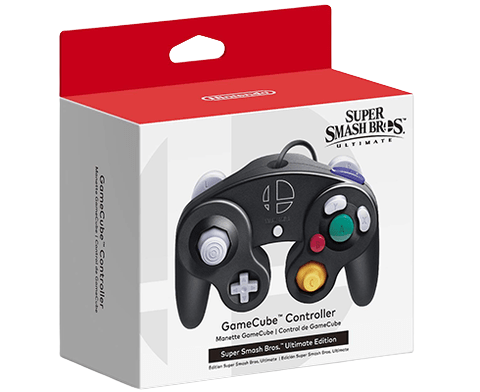 Nintendo
SUPER
SMASH BROS.™
ULTIMATE
GameCube™ Controller
Manette GameCube | Control de GameCube
GameCube™ Controller
Manette GameCube | Control de GameCube
Super Smash Bros.™ Ultimate Edition
Édition Super Smash Bros. Ultimate | Edición Super Smash Bros. Ultimate